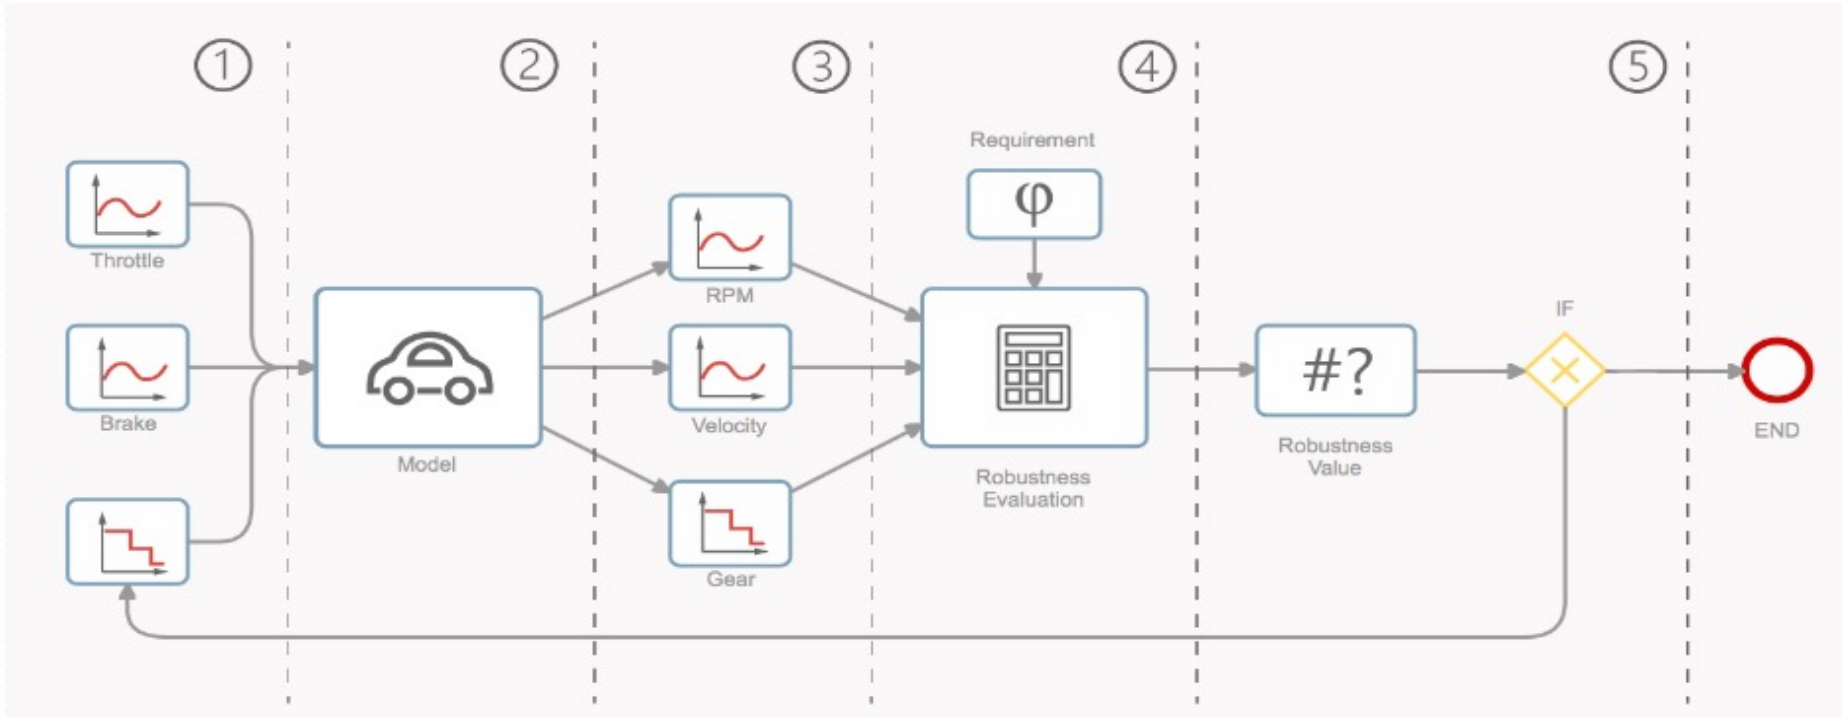 1
2
3
4
5
Throttle
Brake
Model
RPM
Velocity
Gear
Requirement
φ
Robustness
Evaluation
#?
Robustness
Value
IF
END